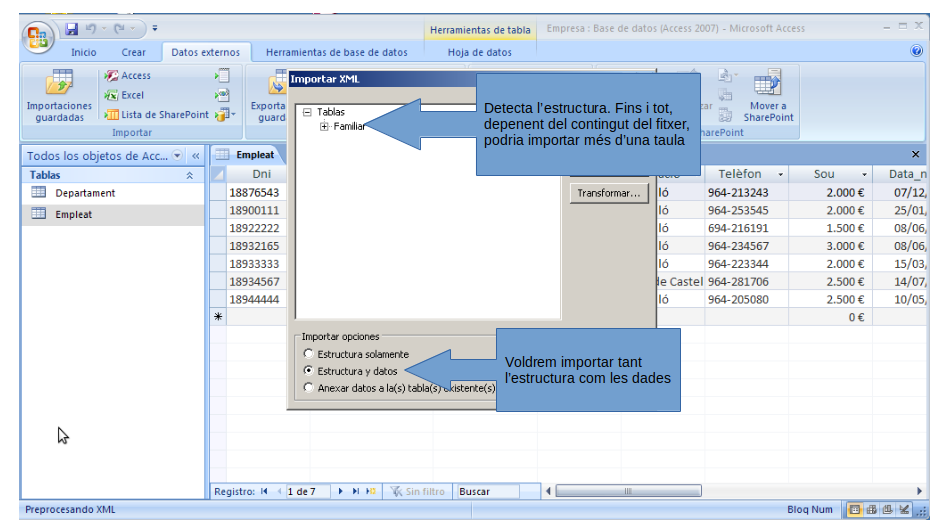 Herramientas de tabla
Empresa : Base de datos (Access 2007) - Microsoft Access
Inicio Crear Datos externos Herramientas de base de datos Hoja de datos
Importaciones guardadas
Access
Excel
Lista de SharePoint
Importar
Exporta
guard
Mover a SharePoint
harePoint
Todos los objetos de Acc...
Tablas
Departament
Empleat
Importar XML
Tablas
Familiar
Detecta l'estructura. Fins i tot,
depenent del contingut del fitxer,
podria importar més d'una taula
Transformar...
Importar opciones
Estructura solamente
Estructura y datos
Anexar datos a la(s) tabla(s) existente(s)
Voldrem importar tant
l'estructura com les dades
Empleat
Dni Telèfon Sou Data_n
18876543 ló 964-213243 2.000 € 07/12,
18900111 ló 964-253545 2.000 € 25/01,
18922222 ló 694-216191 1.500 € 08/06,
18932165 ló 964-234567 3.000 € 08/06,
18933333 ló 964-223344 2.000 € 15/03,
18934567 de Castel 964-281706 2.500 € 14/07,
18944444 ló 964-205080 2.500 € 10/05,
0 €
Registro: 1 de 7 Sin filtro Buscar
Preprocesando XML
Bloq Num